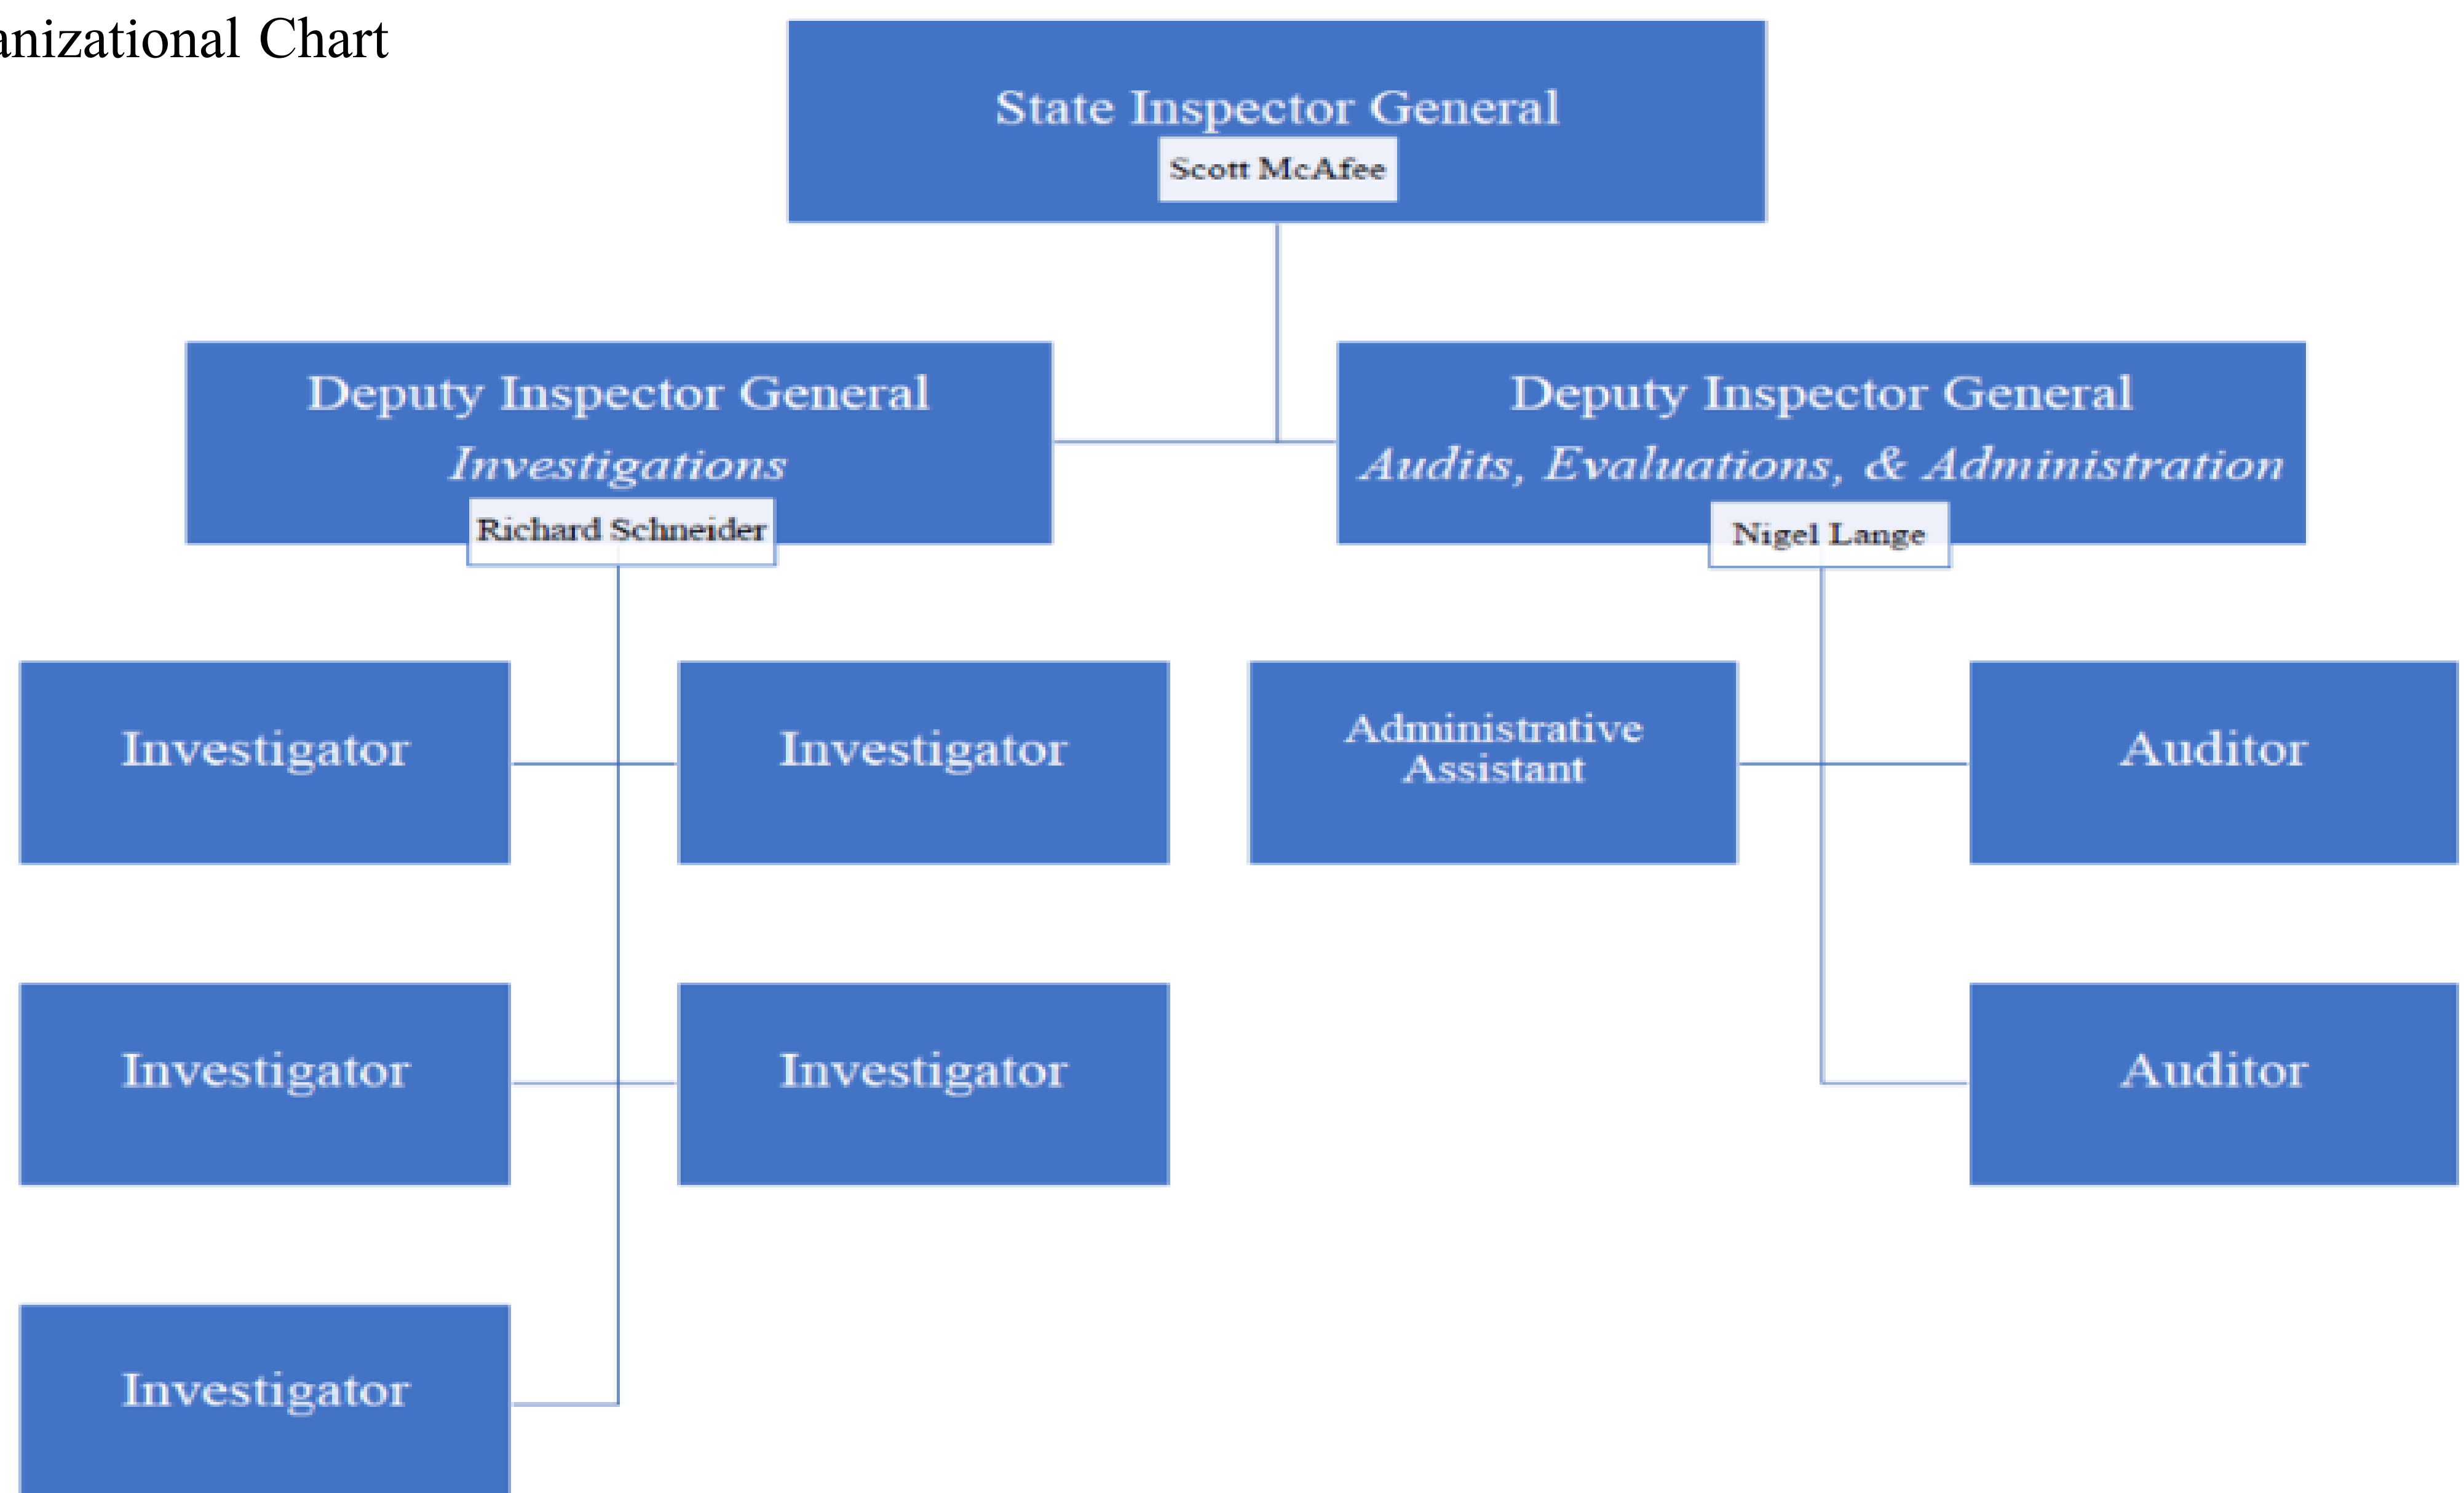 anizational Chart
State Inspector General
Scott McAfee
Deputy Inspector General
Investigations
Richard Schneider
Deputy Inspector General
Audits, Evaluations, & Administration
Nigel Lange
Investigator
Investigator
Administrative
Assistant
Auditor
Investigator
Investigator
Auditor
Investigator